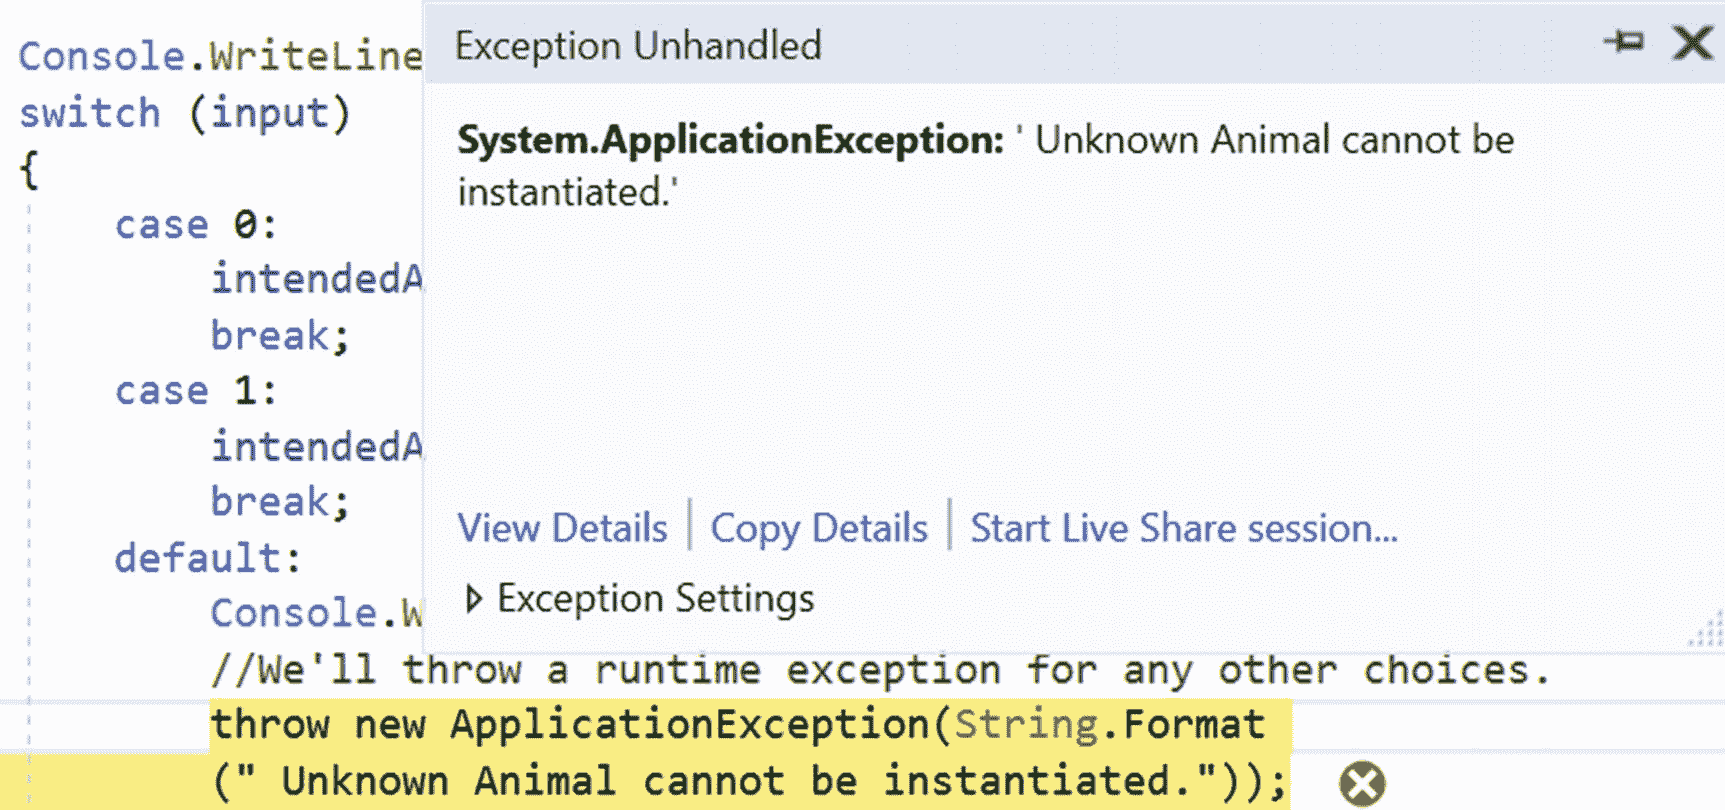 Console.WriteLine
switch (input)
{
case 0:
intendedA
break;
case 1:
intendedA
break;
default:
Console.W
//We'll throw a runtime exception for any other choices.
throw new ApplicationException(String.Format
(" Unknown Animal cannot be instantiated."));
Exception Unhandled
System.ApplicationException: ' Unknown Animal cannot be
instantiated.'
View Details | Copy Details | Start Live Share session...
Exception Settings